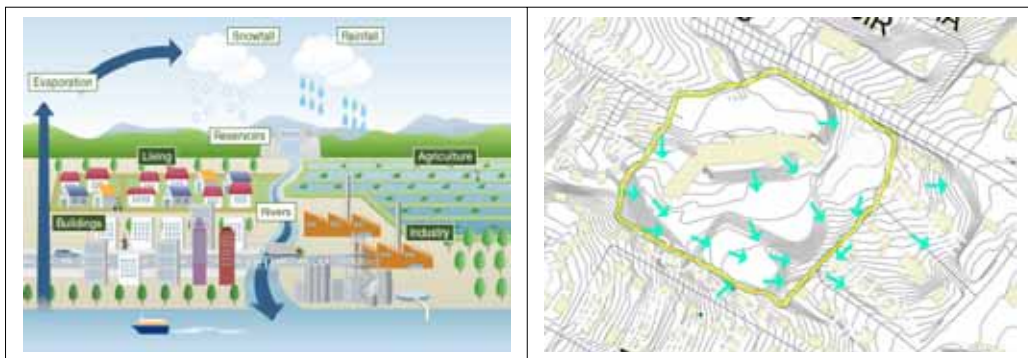 Snowfall
Rainfall
Evaporation
Reservoirs
Living
Agriculture
Rivers
Buildings
Industry